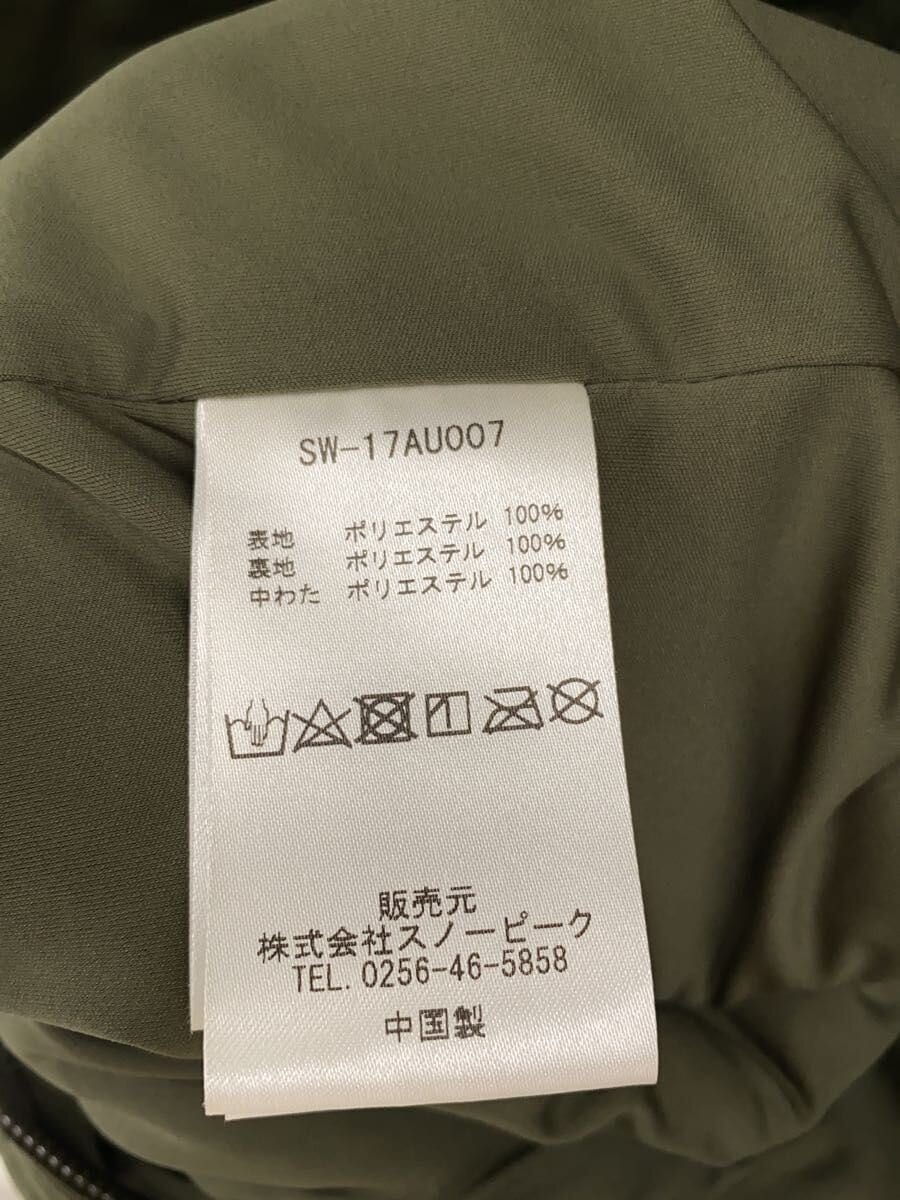 SW-17AU007
表地 ポリエステル 100%
裏地 ポリエステル 100%
中わた ポリエステル 100%
販売元
株式会社スノーピーク
TEL. 0256-46-5858
中国製